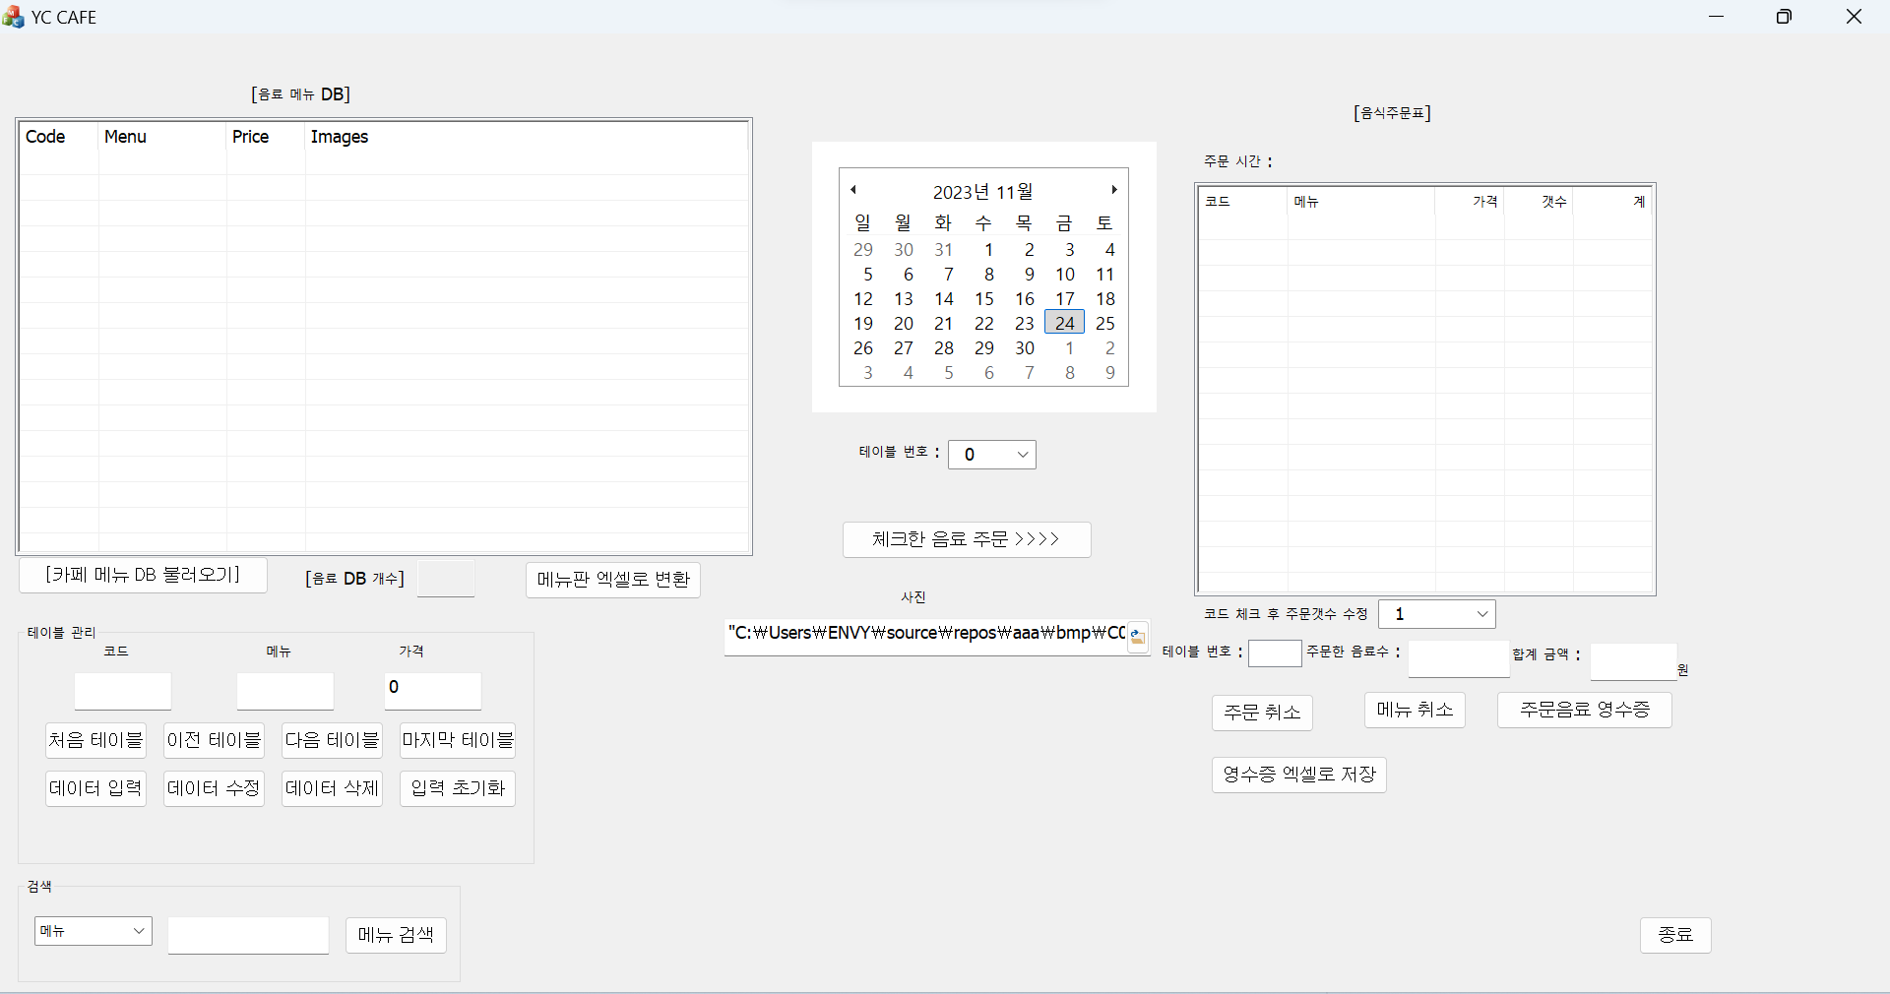 YC CAFE
[음료 메뉴 DB]
Code Menu Price Images
[카페 메뉴 DB 불러오기] [음료 DB 개수] 메뉴판 엑셀로 변환
테이블 관리
코드 메뉴 가격
0
처음 테이블 이전 테이블 다음 테이블 마지막 테이블
데이터 입력 데이터 수정 데이터 삭제 입력 초기화
검색
메뉴 메뉴 검색
2023년 11월
일 월 화 수 목 금 토
29 30 31 1 2 3 4
5 6 7 8 9 10 11
12 13 14 15 16 17 18
19 20 21 22 23 24 25
26 27 28 29 30 1 2
3 4 5 6 7 8 9
테이블 번호 : 0
체크한 음료 주문 >>>>
사진
"C:₩Users₩ENVY₩source₩repos₩aaa₩bmp₩CC
[음식주문표]
주문 시간 :
코드 메뉴 가격 갯수 계
코드 체크 후 주문갯수 수정 1
테이블 번호 : 주문한 음료수 : 합계 금액 : 원
주문 취소 메뉴 취소 주문음료 영수증
영수증 엑셀로 저장
종료